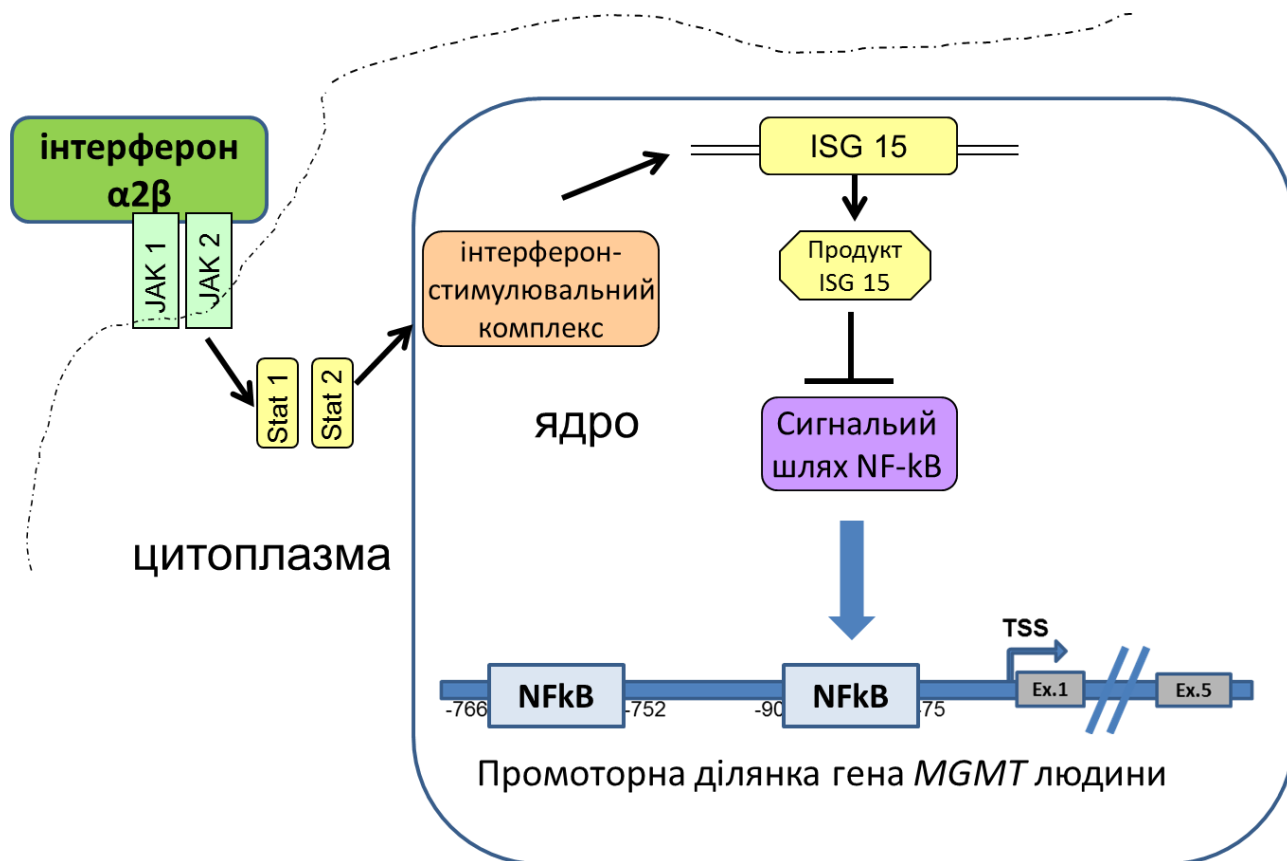 інтерферон
α2β
JAK 1
JAK 2
Stat 1
Stat 2
інтерферон-
стимулювальний
комплекс
ISG 15
Продукт
ISG 15
Сигнальий
шлях NF-kB
ядро
цитоплазма
TSS
NFkB
NFkB
Ex.1
Ex.5
-766
-752
-90
-75
Промоторна ділянка гена MGMT людини